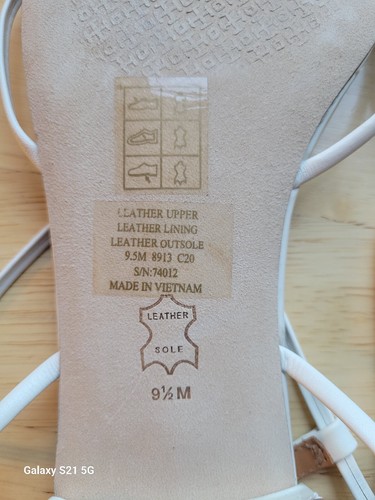 LEATHER UPPER
LEATHER LINING
LEATHER OUTSOLE
9.5M 8913 C20
S/N:74012
MADE IN VIETNAM
LEATHER
SOLE
9½ M
Galaxy S21 5G